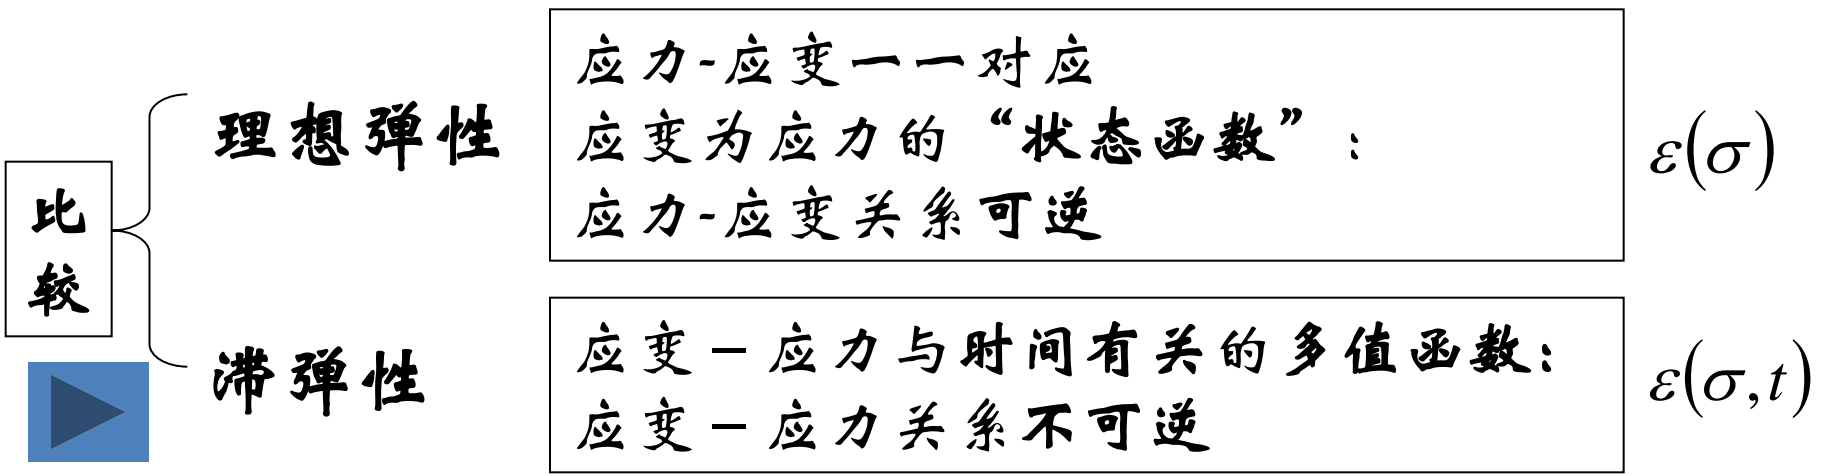 比较
理想弹性
应力-应变一一对应
应变为应力的“状态函数”:
应力-应变关系可逆
ε(σ)
滞弹性
应变－应力与时间有关的多值函数:
应变－应力关系不可逆
ε(σ,t)